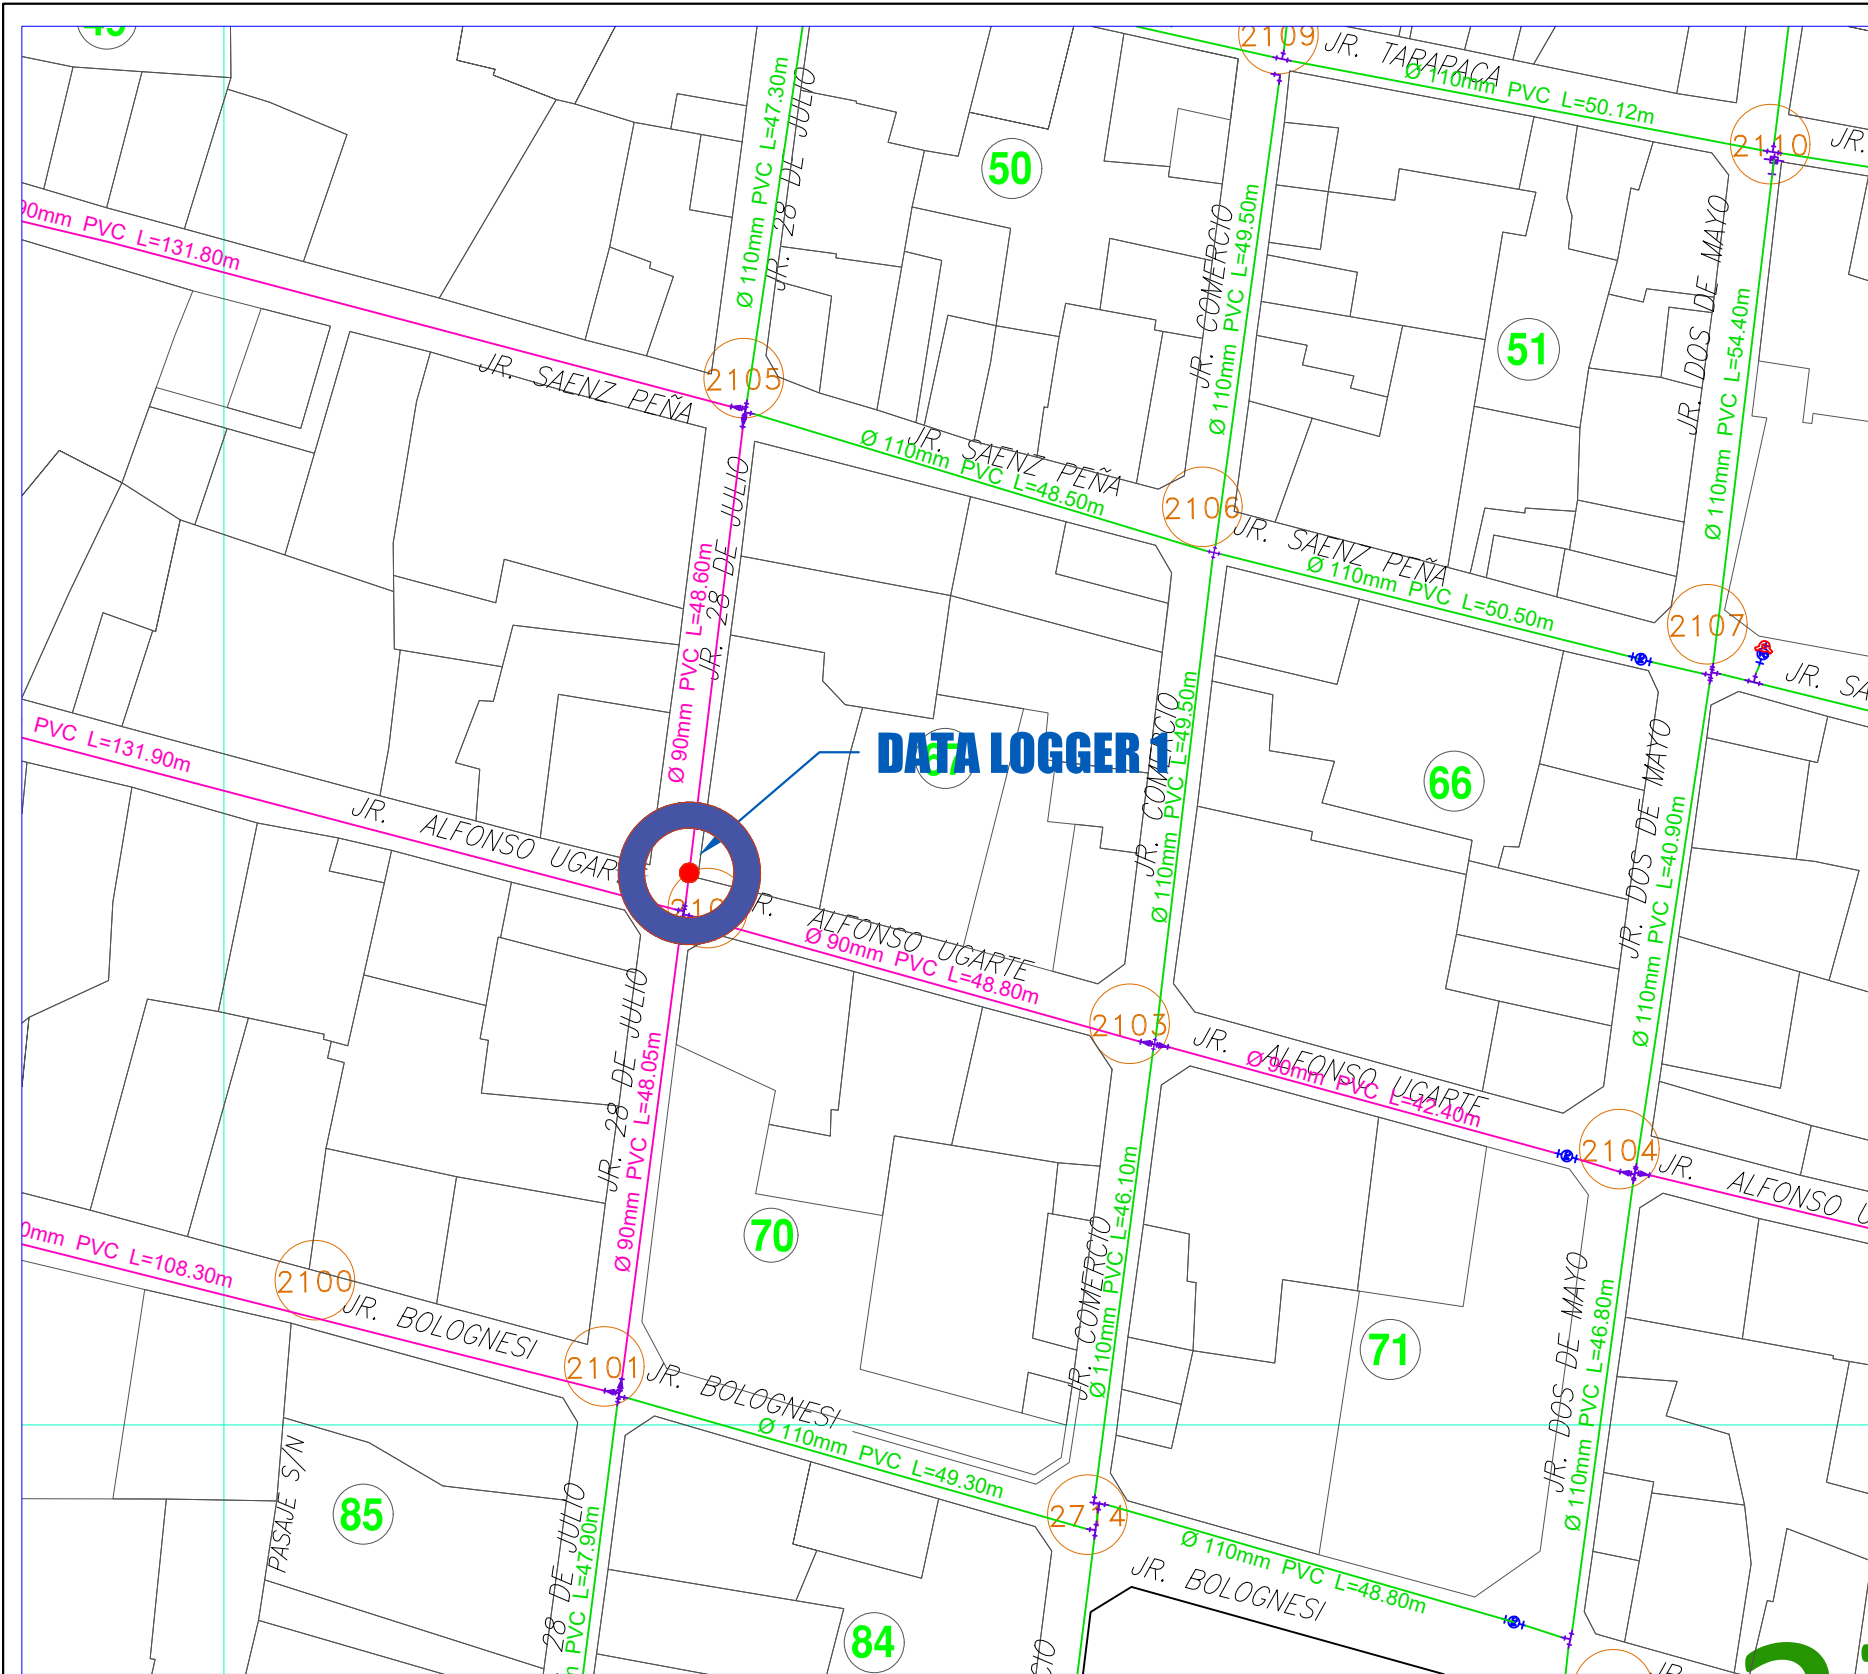 49
2109
JR. TARAPACA
Ø 110mm PVC L=50.12m
2110
JR.
Ø 110mm PVC L=47.30m
JR. 28 DE JULIO
50
Ø 110mm PVC L=49.50m
JR. COMERCIO
JR. DOS DE MAYO
Ø 110mm PVC L=54.40m
51
90mm PVC L=131.80m
2105
JR. SAENZ PEÑA
JR. SAENZ PEÑA
Ø 110mm PVC L=48.50m
2106
JR. SAENZ PEÑA
Ø 110mm PVC L=50.50m
2107
JR. SA
JR. 28 DE JULIO
Ø 90mm PVC L=48.60m
PVC L=131.90m
DATA LOGGER 1
67
JR. COMERCIO
Ø 110mm PVC L=49.50m
66
JR. DOS DE MAYO
Ø 110mm PVC L=40.90m
JR. ALFONSO UGARTE
210
JR. ALFONSO UGARTE
Ø 90mm PVC L=48.80m
2103
JR. ALFONSO UGARTE
Ø 90mm PVC L=42.40m
2104
JR. ALFONSO U
JR. 28 DE JULIO
Ø 90mm PVC L=48.05m
70
JR. COMERCIO
Ø 110mm PVC L=46.10m
71
JR. DOS DE MAYO
Ø 110mm PVC L=46.80m
0mm PVC L=108.30m
2100
JR. BOLOGNESI
2101
JR. BOLOGNESI
Ø 110mm PVC L=49.30m
2714
Ø 110mm PVC L=48.80m
JR. BOLOGNESI
PASAJE S/N
85
28 DE JULIO
PVC L=47.90m
84
CIO
JR.